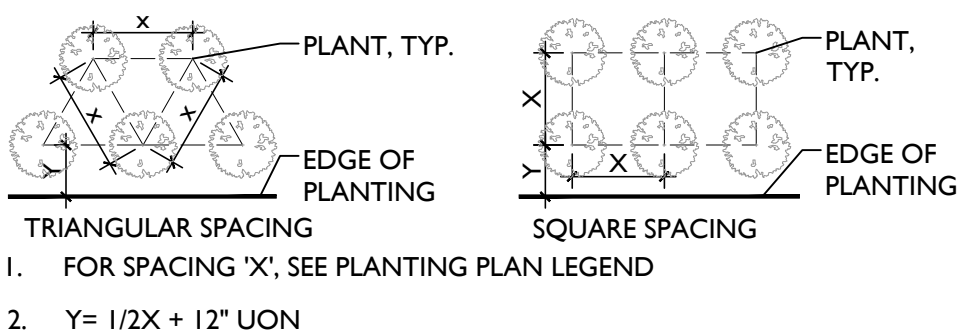 X
PLANT, TYP.
X
X
Y
EDGE OF
PLANTING
TRIANGULAR SPACING
PLANT,
TYP.
X
X
Y
EDGE OF
PLANTING
SQUARE SPACING
1. FOR SPACING 'X', SEE PLANTING PLAN LEGEND
2. Y= 1/2X + 12" UON